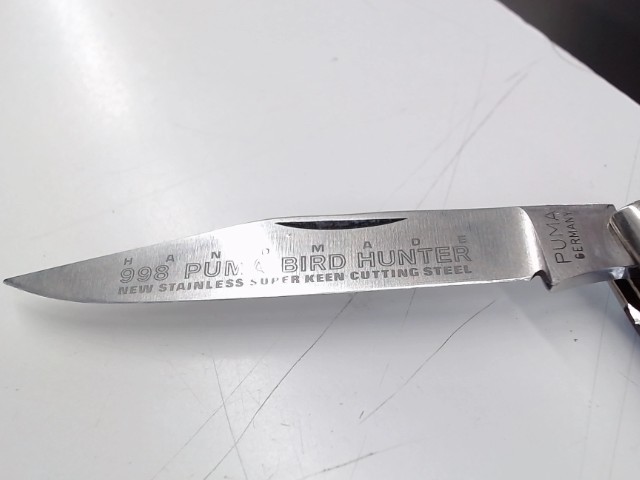 HANDMADE
998 PUMA BIRD HUNTER
NEW STAINLESS SUPER KEEN CUTTING STEEL
PUMA
GERMANY